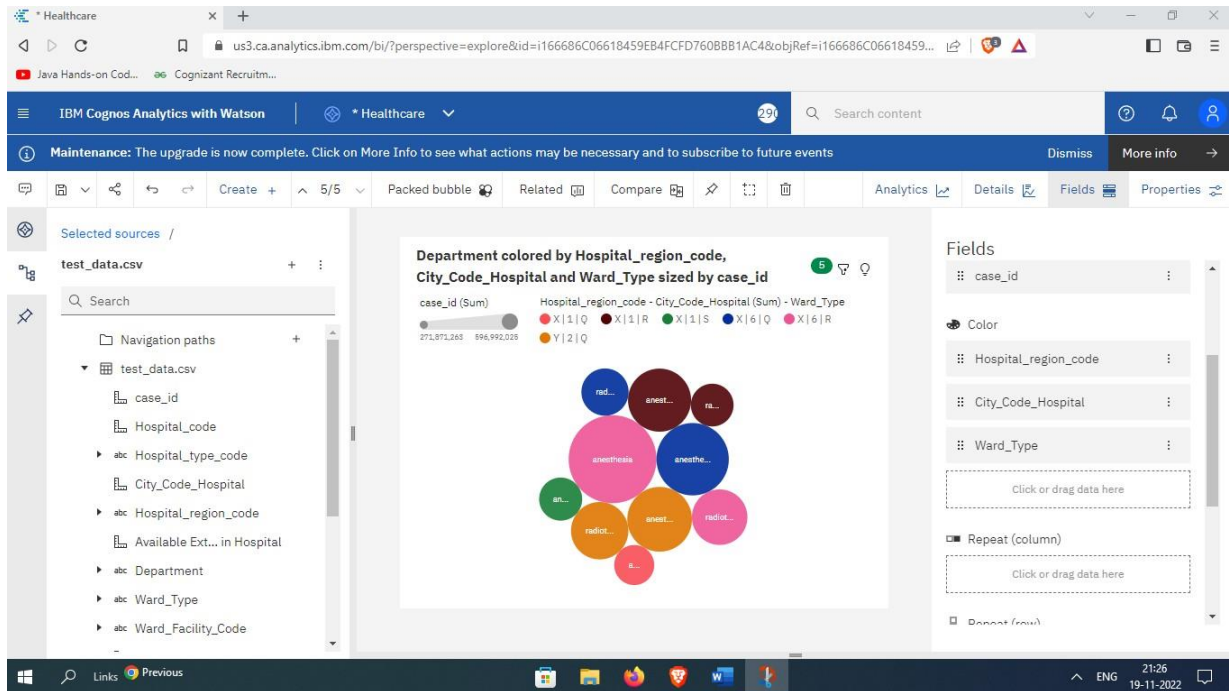 * Healthcare
us3.ca.analytics.ibm.com/bi/?perspective=explore&id=i166686C06618459EB4FCFD760BBB1AC4&objRef=i166686C06618459...
Java Hands-on Cod... Cognizant Recruitm...
IBM Cognos Analytics with Watson * Healthcare Search content
Maintenance: The upgrade is now complete. Click on More Info to see what actions may be necessary and to subscribe to future events Dismiss More info
Create + 5/5 Packed bubble Related Compare Analytics Details Fields Properties
Selected sources /
test_data.csv
Search
Navigation paths
test_data.csv
case_id
Hospital_code
abc Hospital_type_code
City_Code_Hospital
abc Hospital_region_code
Available Ext... in Hospital
abc Department
abc Ward_Type
abc Ward_Facility_Code
Department colored by Hospital_region_code,
City_Code_Hospital and Ward_Type sized by case_id
5
case_id (Sum)
271,871,263 596,992,025
Hospital_region_code - City_Code_Hospital (Sum) - Ward_Type
X|1|Q X|1|R X|1|S X|6|Q X|6|R
Y|2|Q
rad...
anest...
ra...
anesthesia
anesthe...
an...
radiot...
anest...
radiot...
a...
Fields
case_id
Color
Hospital_region_code
City_Code_Hospital
Ward_Type
Click or drag data here
Repeat (column)
Click or drag data here
Repeat (row)
Links Previous
ENG
21:26
19-11-2022